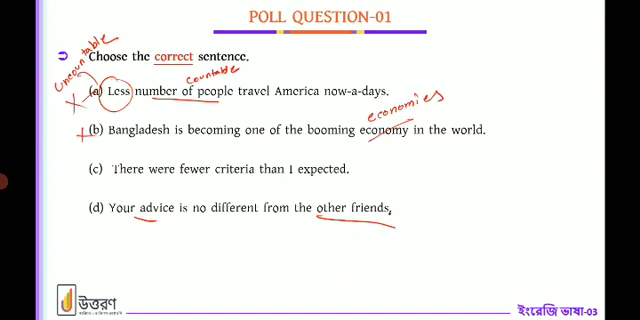 POLL QUESTION-01
Choose the correct sentence.
Uncountable
countable
(a) Less number of people travel America now-a-days.
economies
(b) Bangladesh is becoming one of the booming economy in the world.
(c) There were fewer criteria than I expected.
(d) Your advice is no different from the other friends.
উত্তরণ
ইংরেজি ভাষা-03